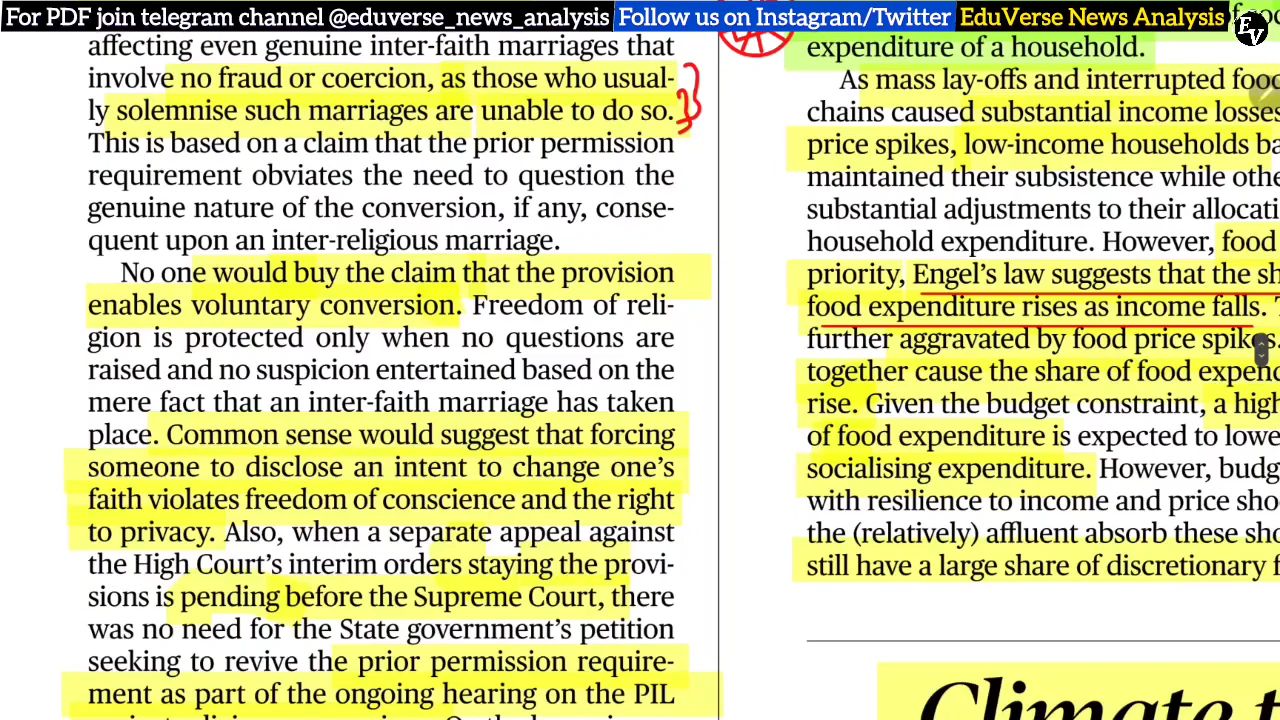 For PDF join telegram channel @eduverse_news_analysis Follow us on Instagram/Twitter EduVerse News Analysis
EV
affecting even genuine inter-faith marriages that
involve no fraud or coercion, as those who usual-
ly solemnise such marriages are unable to do so.
This is based on a claim that the prior permission
requirement obviates the need to question the
genuine nature of the conversion, if any, conse-
quent upon an inter-religious marriage.
No one would buy the claim that the provision
enables voluntary conversion. Freedom of reli-
gion is protected only when no questions are
raised and no suspicion entertained based on the
mere fact that an inter-faith marriage has taken
place. Common sense would suggest that forcing
someone to disclose an intent to change one's
faith violates freedom of conscience and the right
to privacy. Also, when a separate appeal against
the High Court's interim orders staying the provi-
sions is pending before the Supreme Court, there
was no need for the State government's petition
seeking to revive the prior permission require-
ment as part of the ongoing hearing on the PIL
expenditure of a household.
As mass lay-offs and interrupted food
chains caused substantial income losses
price spikes, low-income households ba
maintained their subsistence while othe
substantial adjustments to their allocati
household expenditure. However, food
priority, Engel's law suggests that the sh
food expenditure rises as income falls. T
further aggravated by food price spikes.
together cause the share of food expend
rise. Given the budget constraint, a high
of food expenditure is expected to lowe
socialising expenditure. However, budg
with resilience to income and price sho
the (relatively) affluent absorb these sho
still have a large share of discretionary f
Climate t